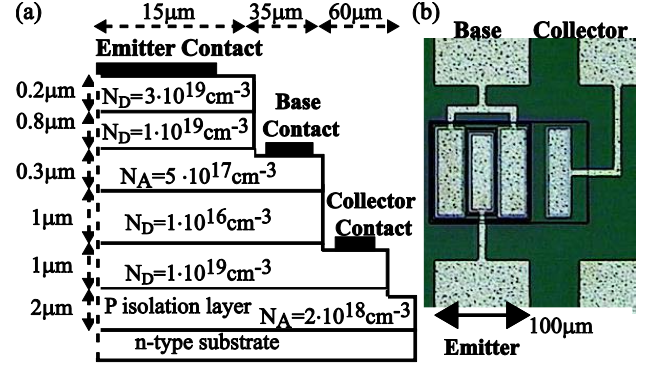 (a)
15µm
35µm
60µm
(b)
Base
Collector
Emitter Contact
0.2µm
N_D=3·10^19cm^-3
0.8µm
N_D=1·10^19cm^-3
Base
Contact
0.3µm
N_A=5·10^17cm^-3
1µm
N_D=1·10^16cm^-3
Collector
Contact
1µm
N_D=1·10^19cm^-3
2µm
P isolation layer
N_A=2·10^18cm^-3
n-type substrate
100µm
Emitter